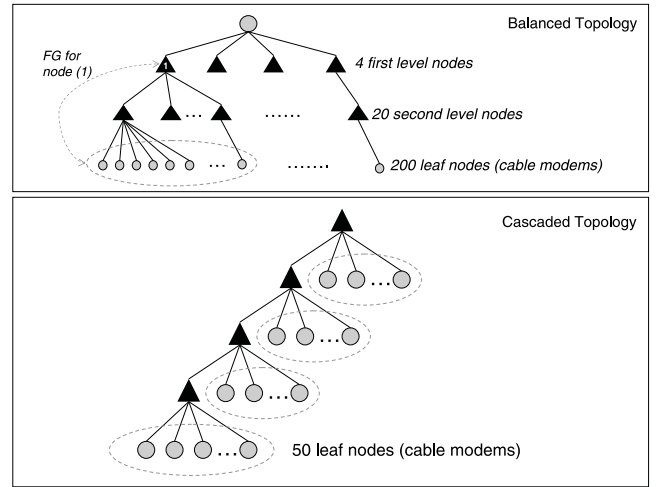 Balanced Topology
FG for
node (1)
1
4 first level nodes
...
......
20 second level nodes
...
.......
200 leaf nodes (cable modems)
Cascaded Topology
...
...
...
...
50 leaf nodes (cable modems)